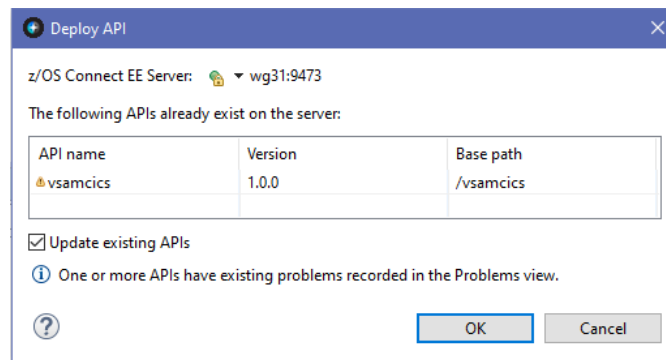 Deploy API
z/OS Connect EE Server: wg31:9473
The following APIs already exist on the server:
API name Version Base path
vsamcics 1.0.0 /vsamcics
Update existing APIs
One or more APIs have existing problems recorded in the Problems view.
OK Cancel